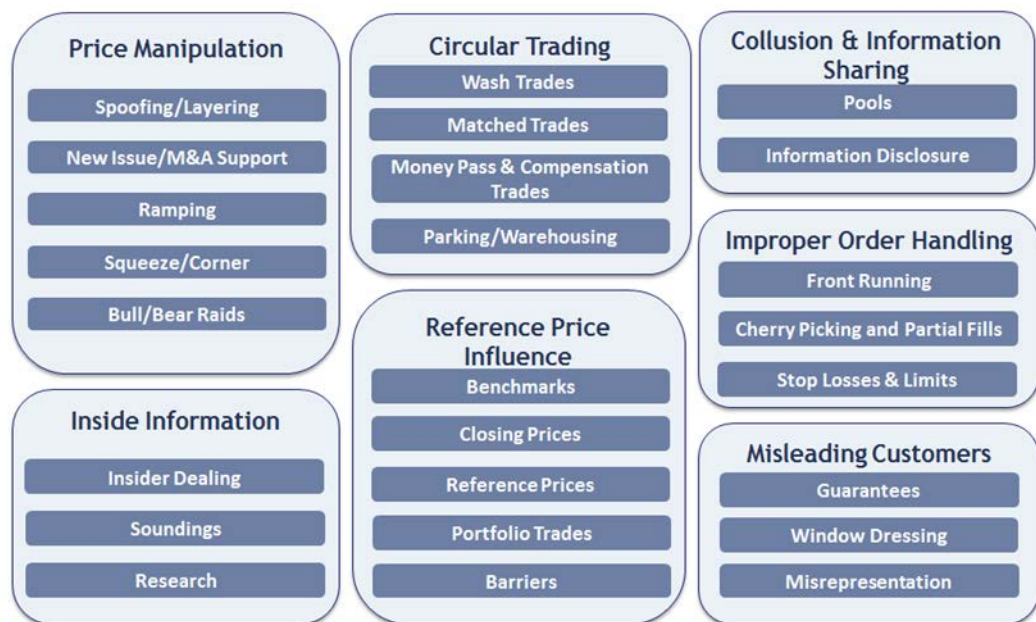 Price Manipulation
Spoofing/Layering
New Issue/M&A Support
Ramping
Squeeze/Corner
Bull/Bear Raids
Inside Information
Insider Dealing
Soundings
Research
Circular Trading
Wash Trades
Matched Trades
Money Pass & Compensation
Trades
Parking/Warehousing
Reference Price
Influence
Benchmarks
Closing Prices
Reference Prices
Portfolio Trades
Barriers
Collusion & Information
Sharing
Pools
Information Disclosure
Improper Order Handling
Front Running
Cherry Picking and Partial Fills
Stop Losses & Limits
Misleading Customers
Guarantees
Window Dressing
Misrepresentation